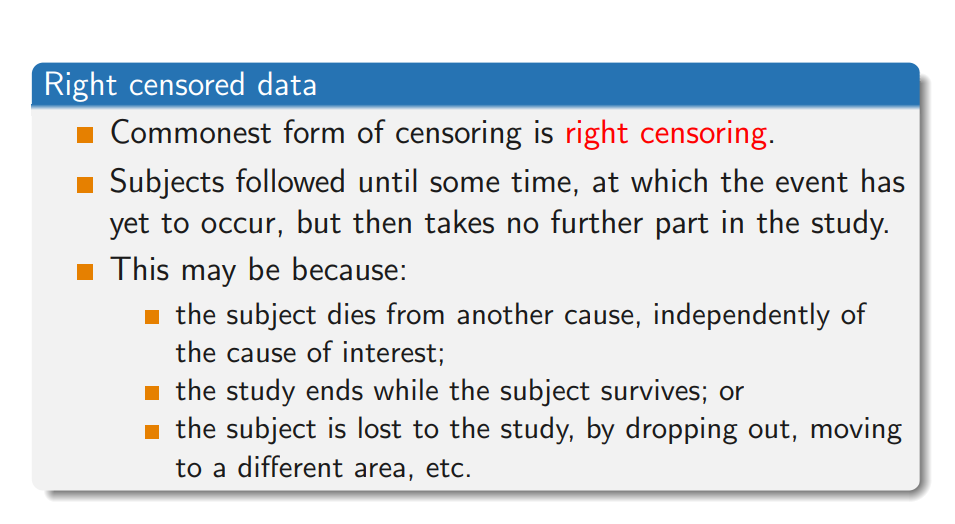 Right censored data
Commonest form of censoring is right censoring.
Subjects followed until some time, at which the event has
yet to occur, but then takes no further part in the study.
This may be because:
the subject dies from another cause, independently of
the cause of interest;
the study ends while the subject survives; or
the subject is lost to the study, by dropping out, moving
to a different area, etc.